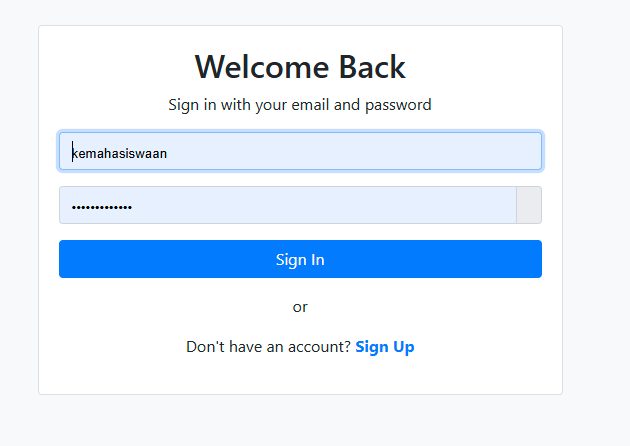 Welcome Back
Sign in with your email and password
kemahasiswaan
•••••••••••••
Sign In
or
Don't have an account? Sign Up